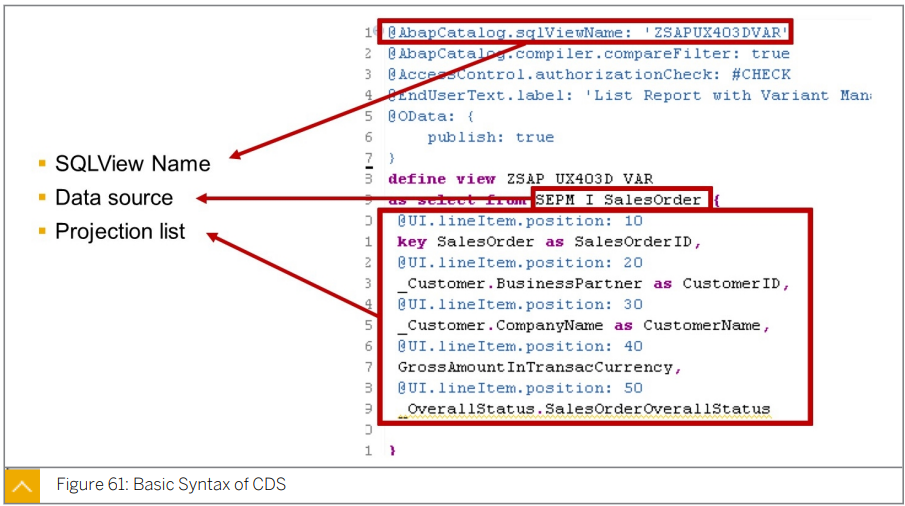 SQLView Name
Data source
Projection list
1 @AbapCatalog.sqlViewName: 'ZSAPUX403DVAR'
2 @AbapCatalog.compiler.compareFilter: true
3 @AccessControl.authorizationCheck: #CHECK
4 @EndUserText.label: 'List Report with Variant Man
5 @OData: {
6 publish: true
7 }
8 define view ZSAP_UX403D_VAR
9 as select from SEPM_I_SalesOrder {
0 @UI.lineItem.position: 10
1 key SalesOrder as SalesOrderID,
2 @UI.lineItem.position: 20
3 _Customer.BusinessPartner as CustomerID,
4 @UI.lineItem.position: 30
5 _Customer.CompanyName as CustomerName,
6 @UI.lineItem.position: 40
7 GrossAmountInTransacCurrency,
8 @UI.lineItem.position: 50
9 _OverallStatus.SalesOrderOverallStatus
0
1 }
Figure 61: Basic Syntax of CDS